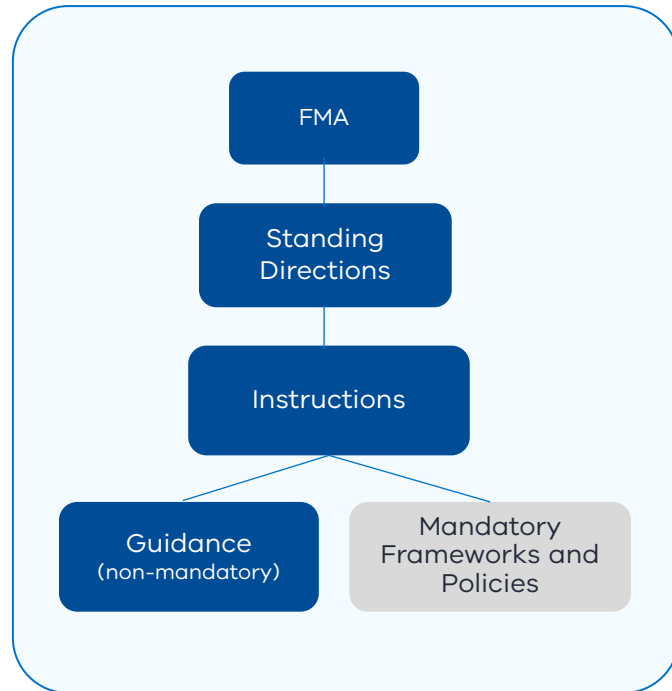 FMA
Standing
Directions
Instructions
Guidance
(non-mandatory)
Mandatory
Frameworks and
Policies